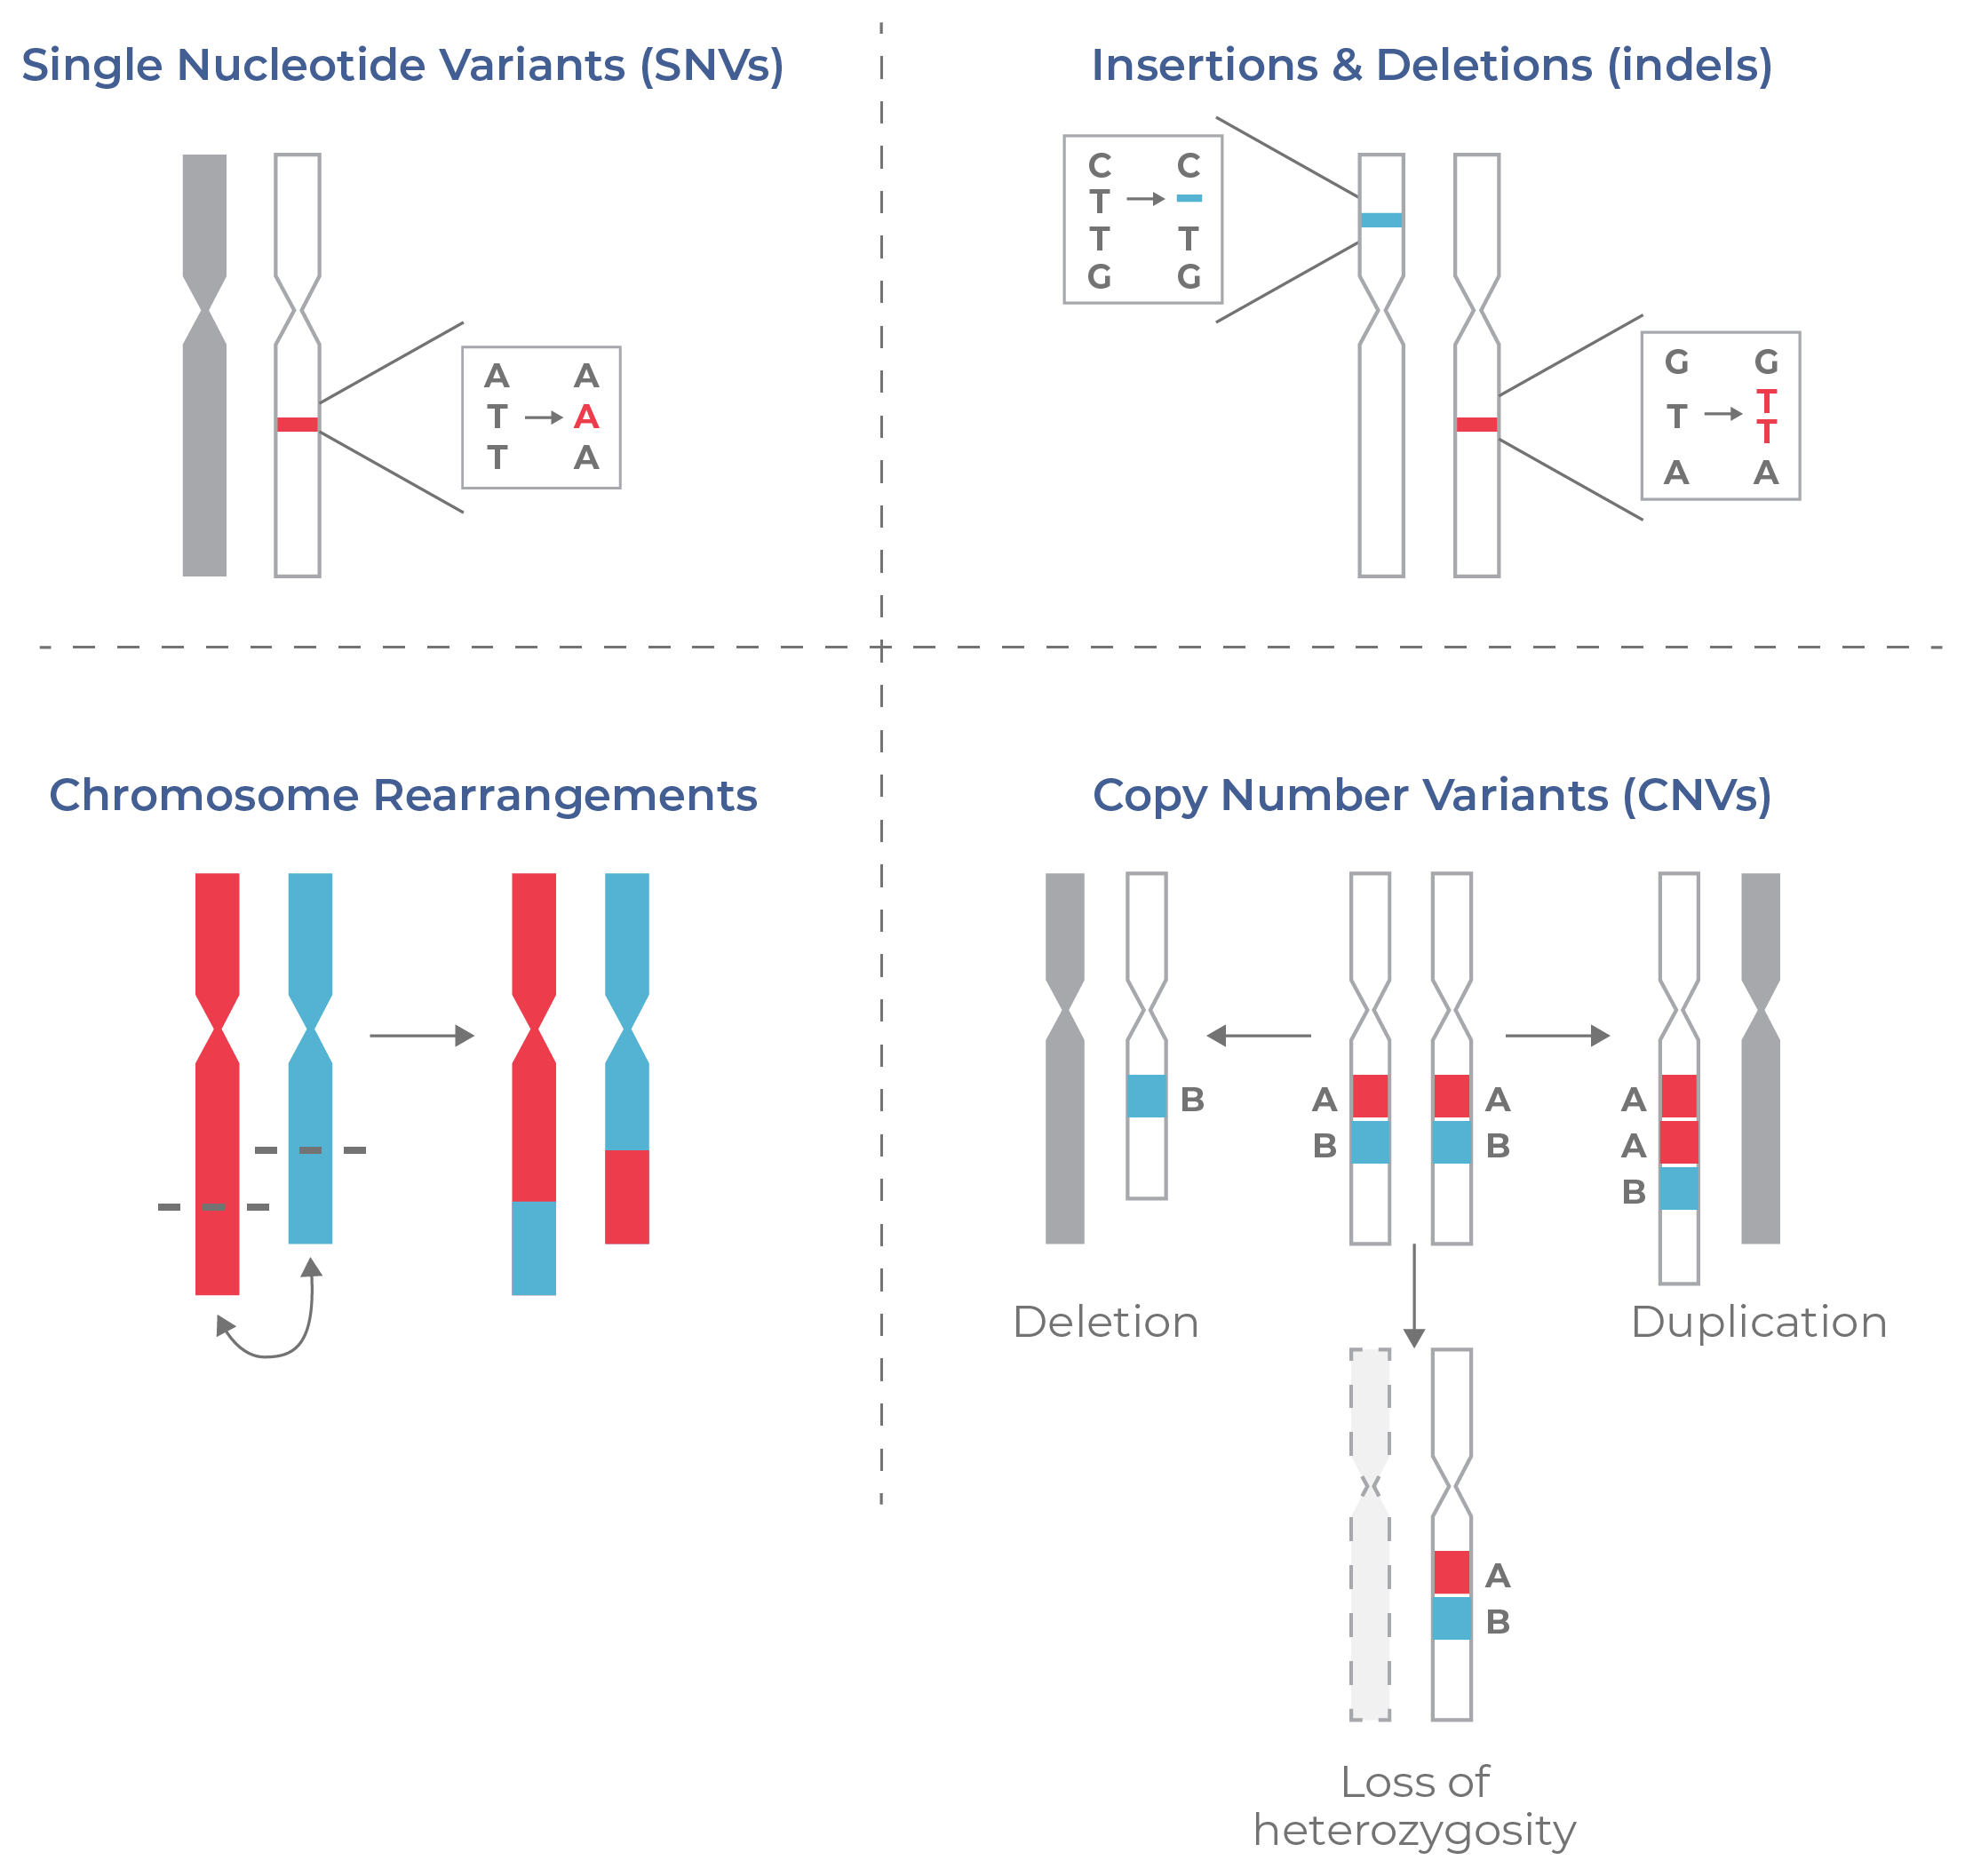 Single Nucleotide Variants (SNVs)
A A
T A
T A
Insertions & Deletions (indels)
C C
T –
T T
G G
G G
T T
T
A A
Chromosome Rearrangements
Copy Number Variants (CNVs)
B
A
B
A
B
A
A
B
Deletion
Duplication
A
B
Loss of
heterozygosity